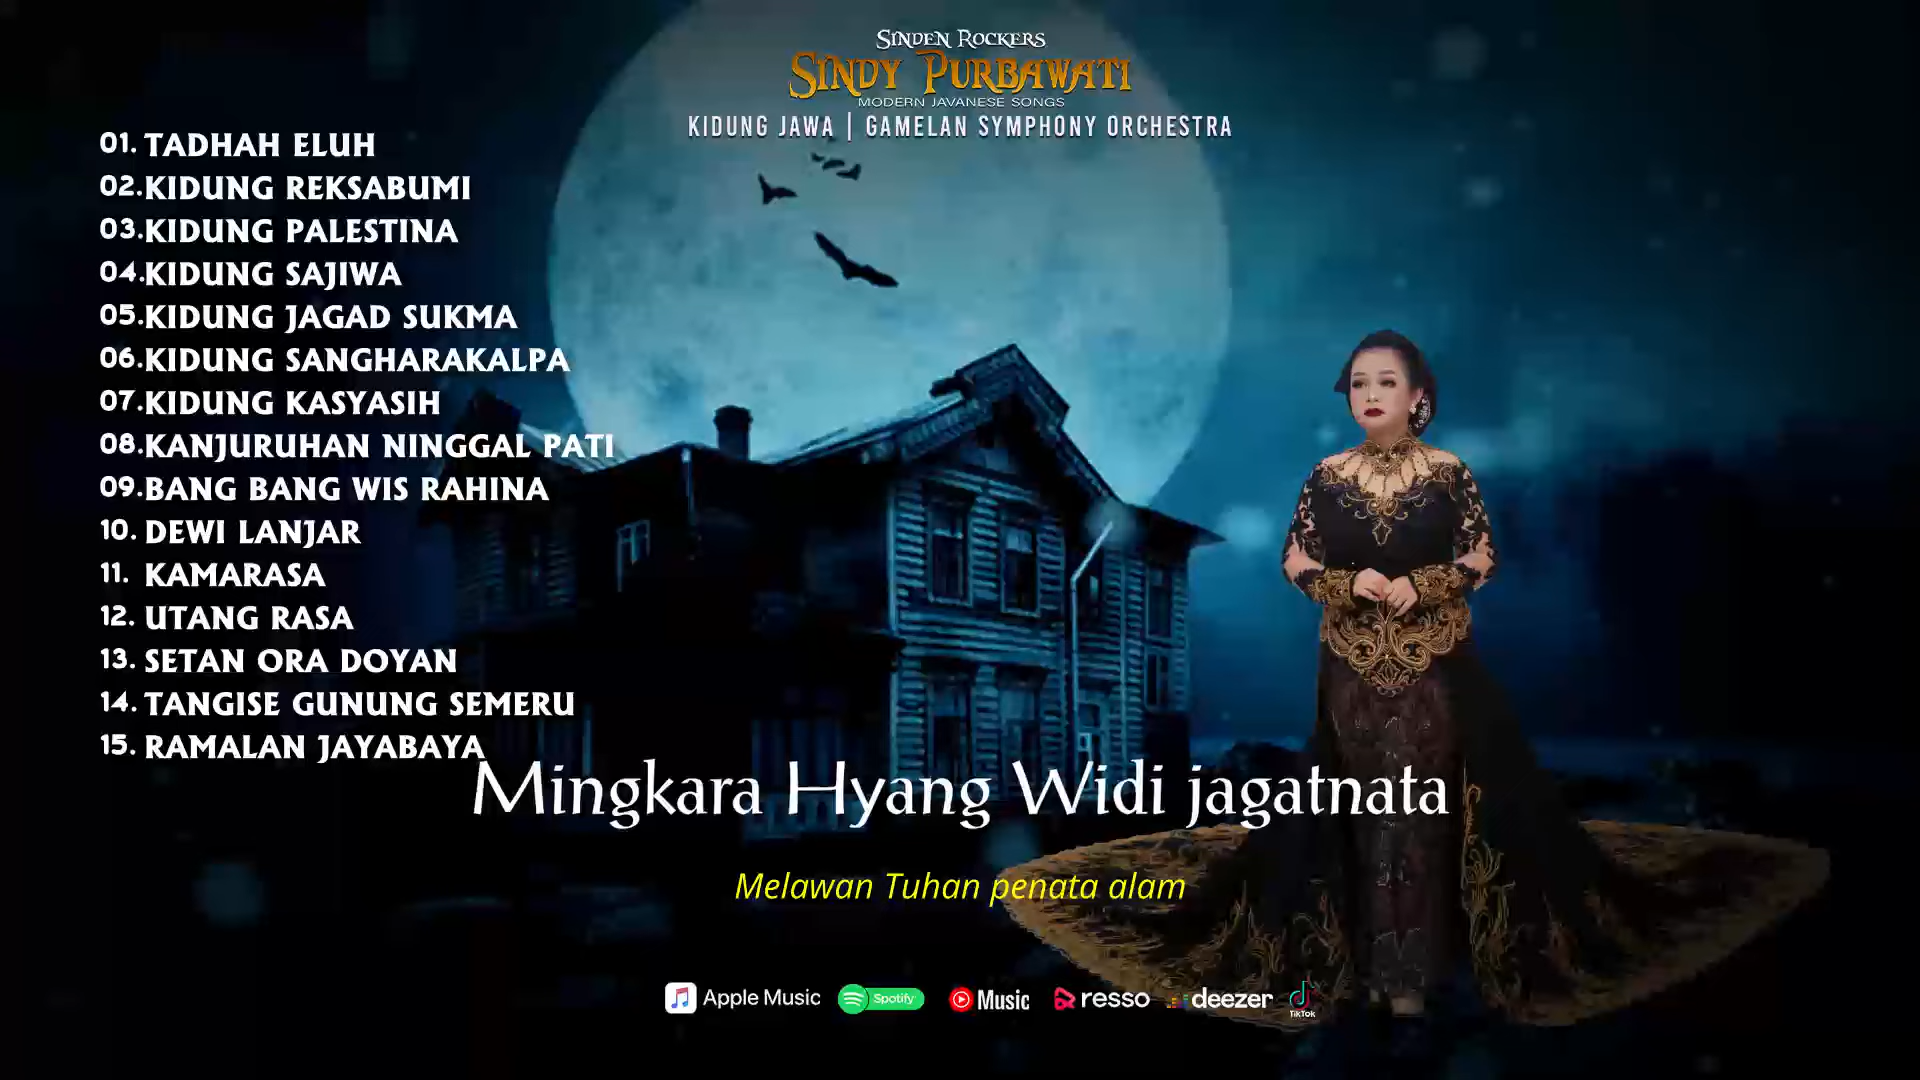 SINDEN ROCKERS
SINDY PURBAWATI
MODERN JAVANESE SONGS
KIDUNG JAWA | GAMELAN SYMPHONY ORCHESTRA
01. TADHAH ELUH
02.KIDUNG REKSABUMI
03.KIDUNG PALESTINA
04.KIDUNG SAJIWA
05.KIDUNG JAGAD SUKMA
06.KIDUNG SANGHARAKALPA
07.KIDUNG KASYASIH
08.KANJURUHAN NINGGAL PATI
09.BANG BANG WIS RAHINA
10. DEWI LANJAR
11. KAMARASA
12. UTANG RASA
13. SETAN ORA DOYAN
14. TANGISE GUNUNG SEMERU
15. RAMALAN JAYABAYA
Mingkara Hyang Widi jagatnata
Melawan Tuhan penata alam
Apple Music Spotify Music resso deezer TikTok